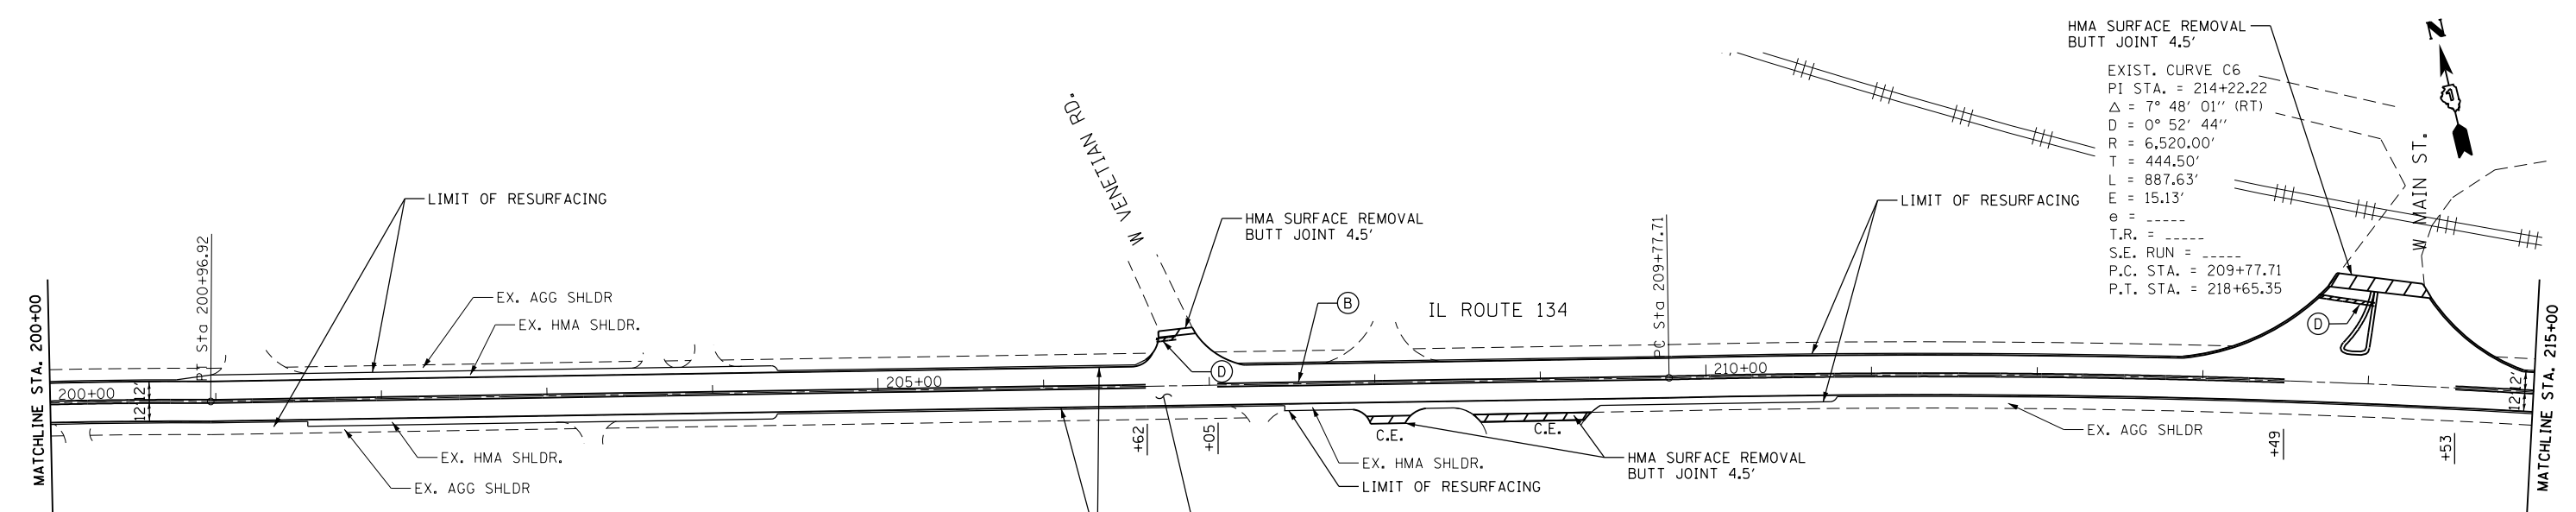 HMA SURFACE REMOVAL
BUTT JOINT 4.5'
N
EXIST. CURVE C6
PI STA. = 214+22.22
Δ = 7° 48' 01" (RT)
D = 0° 52' 44"
R = 6,520.00'
T = 444.50'
L = 887.63'
E = 15.13'
e = -----
T.R. = -----
S.E. RUN = -----
P.C. STA. = 209+77.71
P.T. STA. = 218+65.35
W MAIN ST.
W VENETIAN RD.
LIMIT OF RESURFACING
HMA SURFACE REMOVAL
BUTT JOINT 4.5'
LIMIT OF RESURFACING
PI Sta 200+96.92
PC Sta 209+77.71
EX. AGG SHLDR
EX. HMA SHLDR.
B
IL ROUTE 134
D
D
MATCHLINE STA. 200+00
MATCHLINE STA. 215+00
200+00
12' 12'
205+00
210+00
12' 12'
EX. HMA SHLDR.
EX. AGG SHLDR
+62
+05
C.E.
C.E.
EX. HMA SHLDR.
LIMIT OF RESURFACING
HMA SURFACE REMOVAL
BUTT JOINT 4.5'
EX. AGG SHLDR
+49
+53